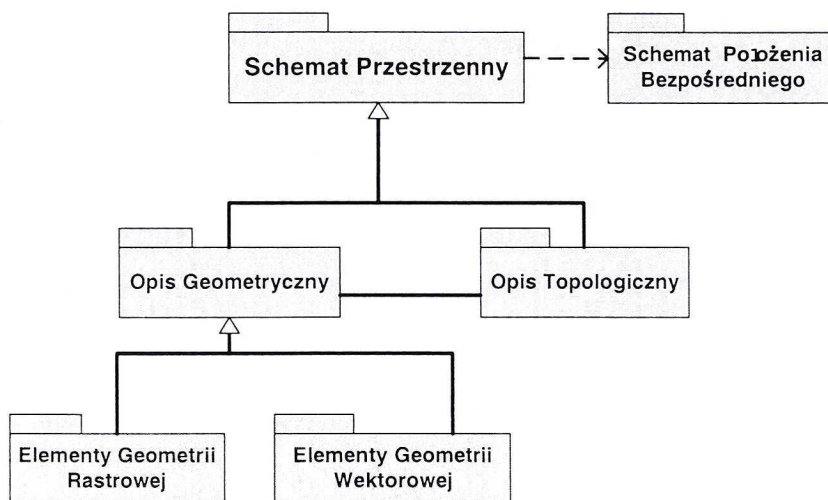 Schemat Przestrzenny
Schemat Położenia
Bezpośredniego
Opis Geometryczny
Opis Topologiczny
Elementy Geometrii
Rastrowej
Elementy Geometrii
Wektorowej